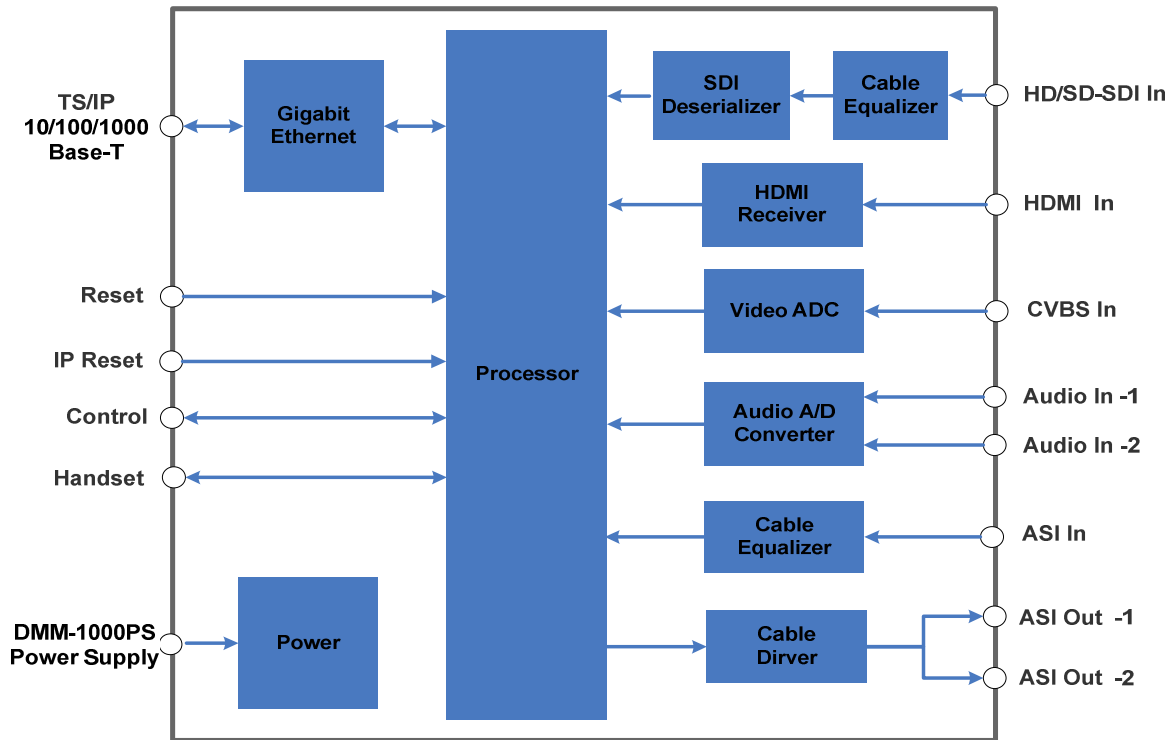 TS/IP
10/100/1000
Base-T
Gigabit
Ethernet
Reset
IP Reset
Control
Handset
DMM-1000PS
Power Supply
Power
Processor
SDI
Deserializer
Cable
Equalizer
HD/SD-SDI In
HDMI
Receiver
HDMI In
Video ADC
CVBS In
Audio A/D
Converter
Audio In -1
Audio In -2
Cable
Equalizer
ASI In
Cable
Dirver
ASI Out -1
ASI Out -2